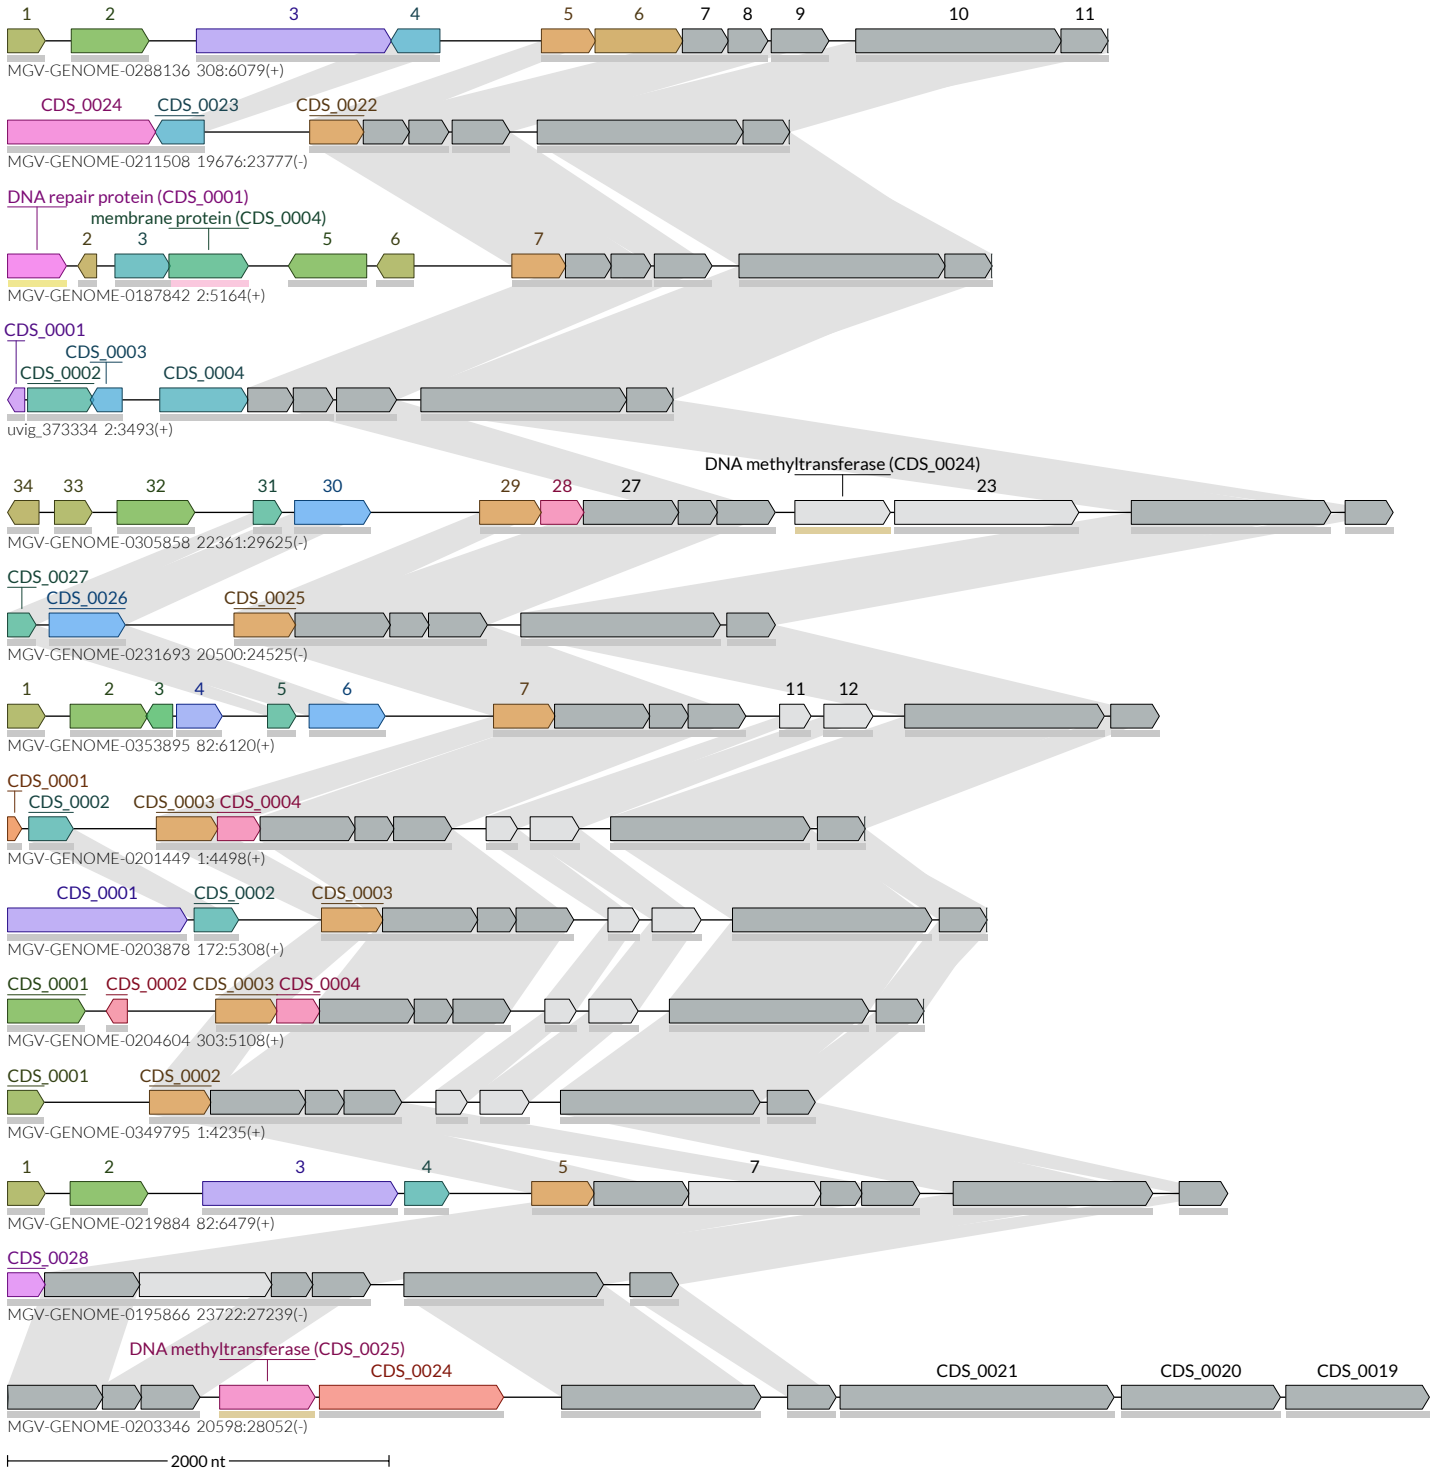 1 2 3 4 5 6 7 8 9 10 11
MGV-GENOME-0288136 308:6079(+)
CDS_0024 CDS_0023 CDS_0022
MGV-GENOME-0211508 19676:23777(-)
DNA repair protein (CDS_0001)
membrane protein (CDS_0004)
2 3 5 6 7
MGV-GENOME-0187842 2:5164(+)
CDS_0001
CDS_0003
CDS_0002 CDS_0004
uvig_373334 2:3493(+)
DNA methyltransferase (CDS_0024)
34 33 32 31 30 29 28 27 23
MGV-GENOME-0305858 22361:29625(-)
CDS_0027
CDS_0026 CDS_0025
MGV-GENOME-0231693 20500:24525(-)
1 2 3 4 5 6 7 11 12
MGV-GENOME-0353895 82:6120(+)
CDS_0001
CDS_0002 CDS_0003 CDS_0004
MGV-GENOME-0201449 1:4498(+)
CDS_0001 CDS_0002 CDS_0003
MGV-GENOME-0203878 172:5308(+)
CDS_0001 CDS_0002 CDS_0003 CDS_0004
MGV-GENOME-0204604 303:5108(+)
CDS_0001 CDS_0002
MGV-GENOME-0349795 1:4235(+)
1 2 3 4 5 7
MGV-GENOME-0219884 82:6479(+)
CDS_0028
MGV-GENOME-0195866 23722:27239(-)
DNA methyltransferase (CDS_0025)
CDS_0024 CDS_0021 CDS_0020 CDS_0019
MGV-GENOME-0203346 20598:28052(-)
2000 nt